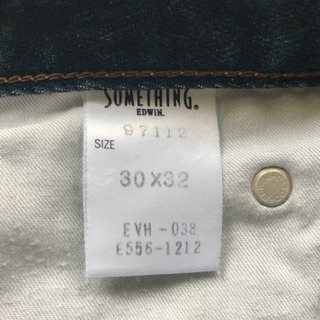 SOMETHING®
EDWIN.
97112
SIZE
30X32
EVH-038
E556-1212